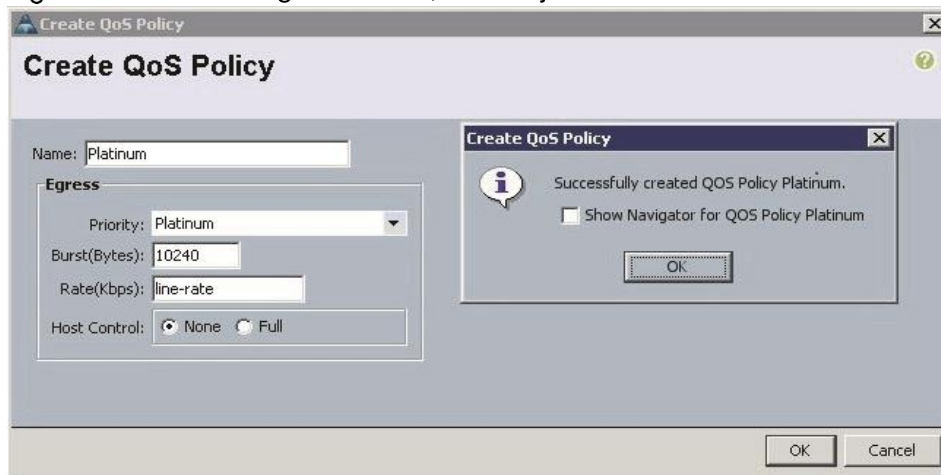 Create QoS Policy
Create QoS Policy
Name: Platinum
Egress
Priority: Platinum
Burst(Bytes): 10240
Rate(Kbps): line-rate
Host Control: None Full
Create QoS Policy
Successfully created QOS Policy Platinum.
Show Navigator for QOS Policy Platinum
OK
OK Cancel